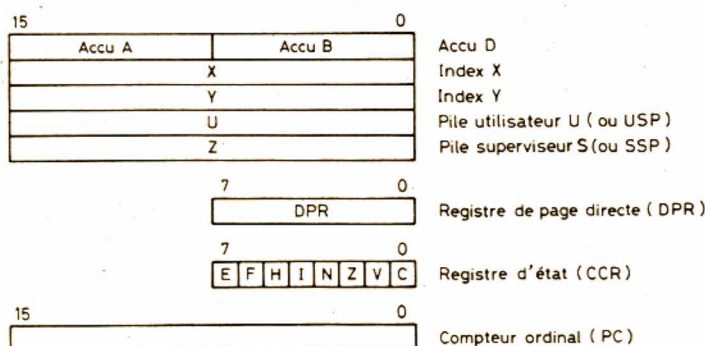 15 0
Accu A Accu B Accu D
X Index X
Y Index Y
U Pile utilisateur U ( ou USP )
Z Pile superviseur S (ou SSP )
7 0
DPR Registre de page directe ( DPR )
7 0
E F H I N Z V C Registre d'état (CCR)
15 0
Compteur ordinal ( PC )